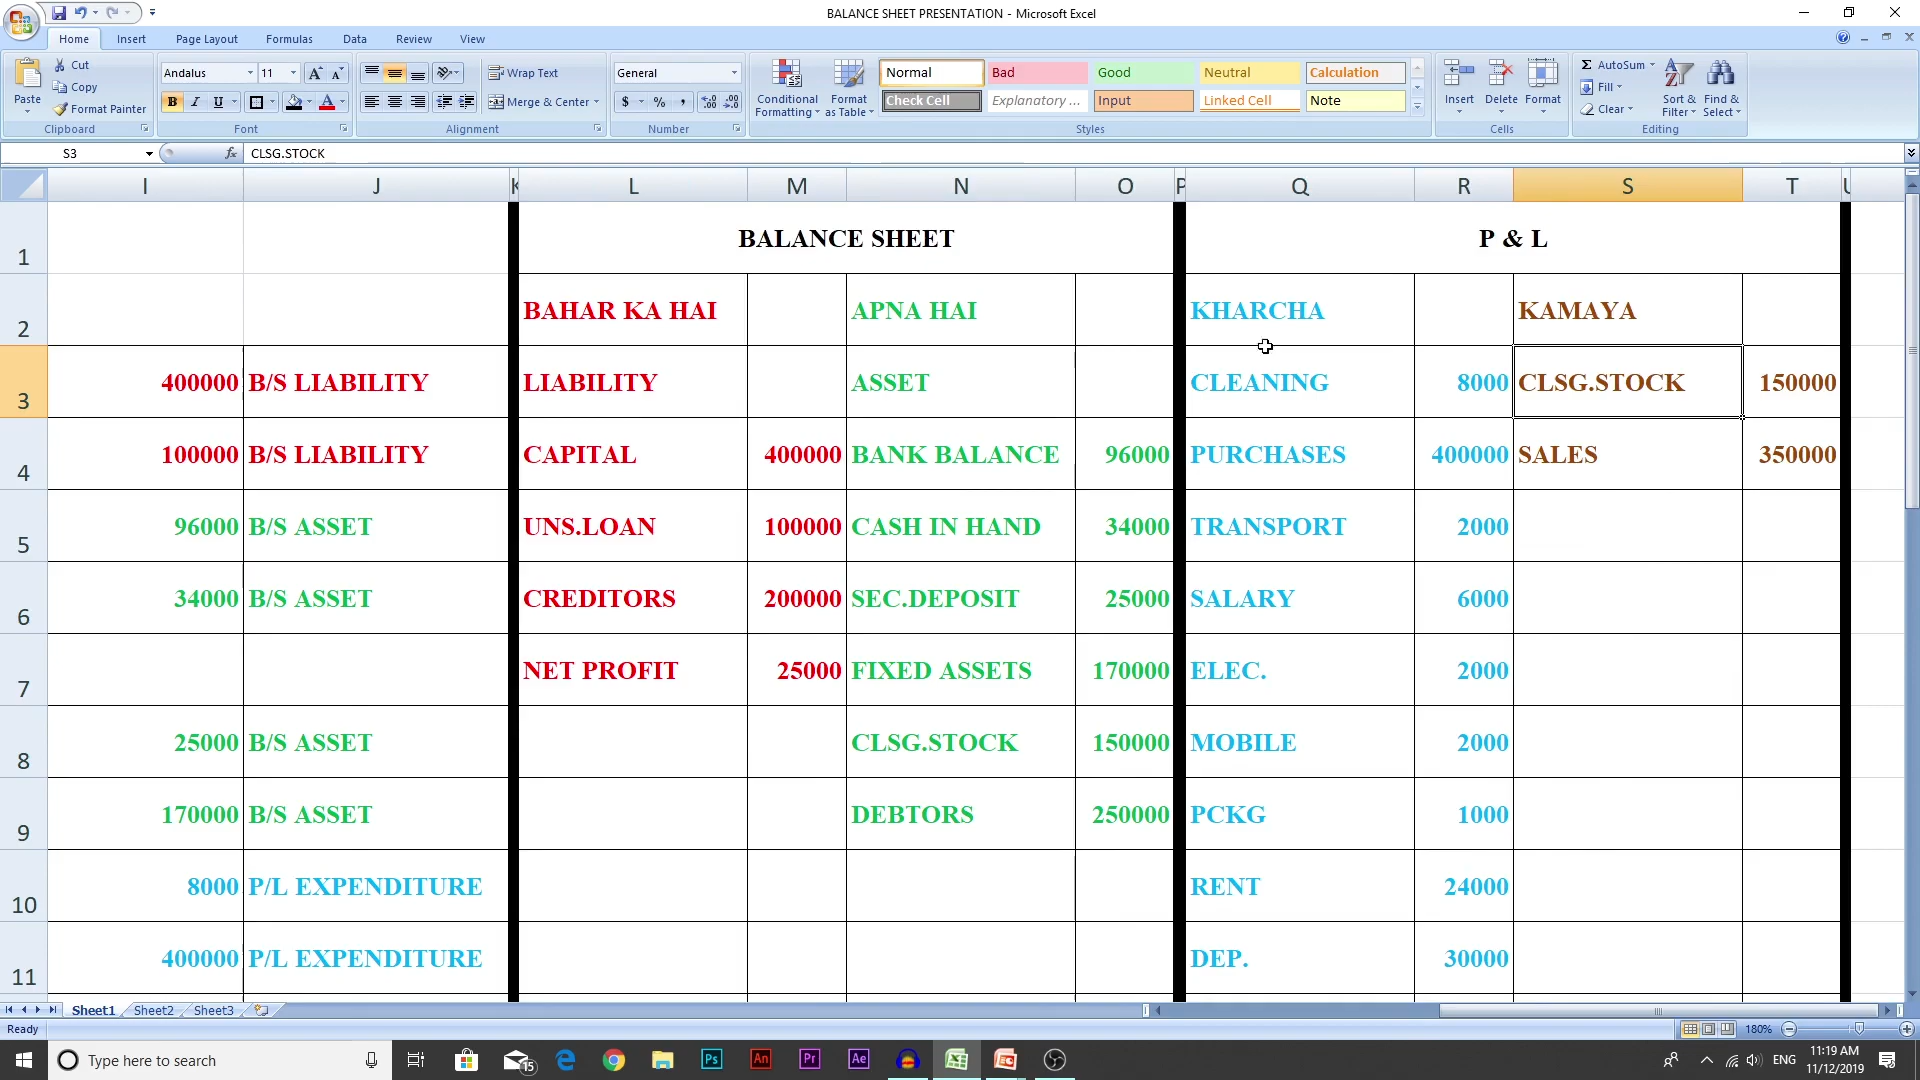 BALANCE SHEET PRESENTATION - Microsoft Excel
Home Insert Page Layout Formulas Data Review View
Paste Cut Copy Format Painter Clipboard
Andalus 11 A A B I U A Font
Wrap Text Merge & Center Alignment
General $ % , Number
Conditional Formatting Format as Table
Normal Bad Good Neutral Calculation
Check Cell Explanatory ... Input Linked Cell Note
Styles
Insert Delete Format Cells
Σ AutoSum Fill Clear Sort & Filter Find & Select Editing
S3 fx CLSG.STOCK
I J K L M N O P Q R S T U
1 BALANCE SHEET P & L
2 BAHAR KA HAI APNA HAI KHARCHA KAMAYA
3 400000 B/S LIABILITY LIABILITY ASSET CLEANING 8000 CLSG.STOCK 150000
4 100000 B/S LIABILITY CAPITAL 400000 BANK BALANCE 96000 PURCHASES 400000 SALES 350000
5 96000 B/S ASSET UNS.LOAN 100000 CASH IN HAND 34000 TRANSPORT 2000
6 34000 B/S ASSET CREDITORS 200000 SEC.DEPOSIT 25000 SALARY 6000
7 NET PROFIT 25000 FIXED ASSETS 170000 ELEC. 2000
8 25000 B/S ASSET CLSG.STOCK 150000 MOBILE 2000
9 170000 B/S ASSET DEBTORS 250000 PCKG 1000
10 8000 P/L EXPENDITURE RENT 24000
11 400000 P/L EXPENDITURE DEP. 30000
Sheet1 Sheet2 Sheet3
Ready 180%
Type here to search 15 Ps An Pr Ae ENG 11:19 AM
11/12/2019